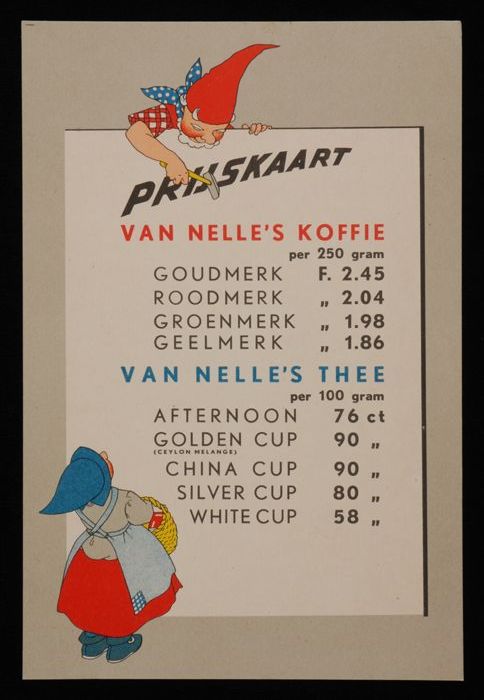 PRIJSKAART
VAN NELLE'S KOFFIE
per 250 gram
GOUDMERK F. 2.45
ROODMERK „ 2.04
GROENMERK „ 1.98
GEELMERK „ 1.86
VAN NELLE'S THEE
per 100 gram
AFTERNOON 76 ct
GOLDEN CUP 90 „
(CEYLON MELANGE)
CHINA CUP 90 „
SILVER CUP 80 „
WHITE CUP 58 „